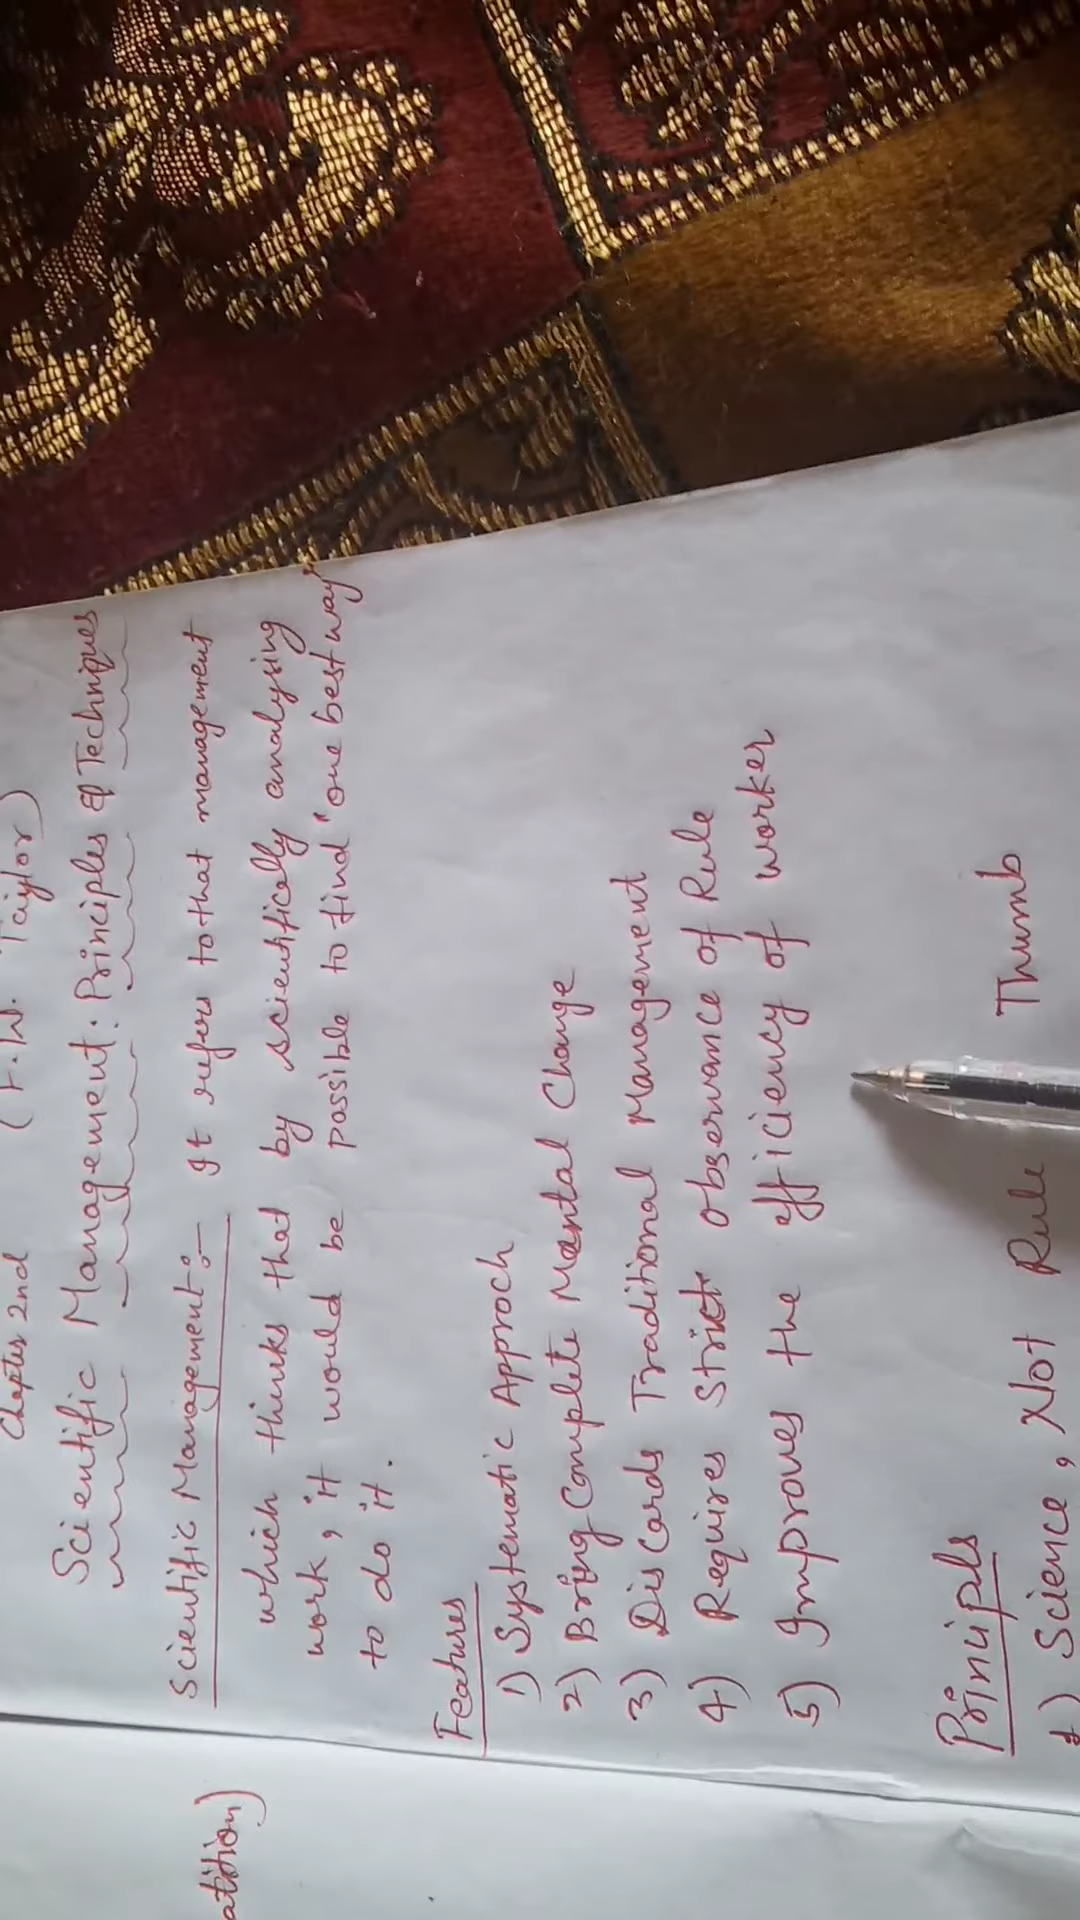 Chapter 2nd (F.W. Taylor)
Scientific Management: Principles & Techniques
Scientific Management:- It refers to that management
which thinks that by scientifically analysing
work, it would be possible to find "one best way"
to do it.
Features
1) Systematic Approch
2) Bring Complete Mental Change
3) Discards Traditional Management
4) Requires Strict observance of Rule
5) Improves the efficiency of worker
Principls
1) Science, Not Rule Thumb